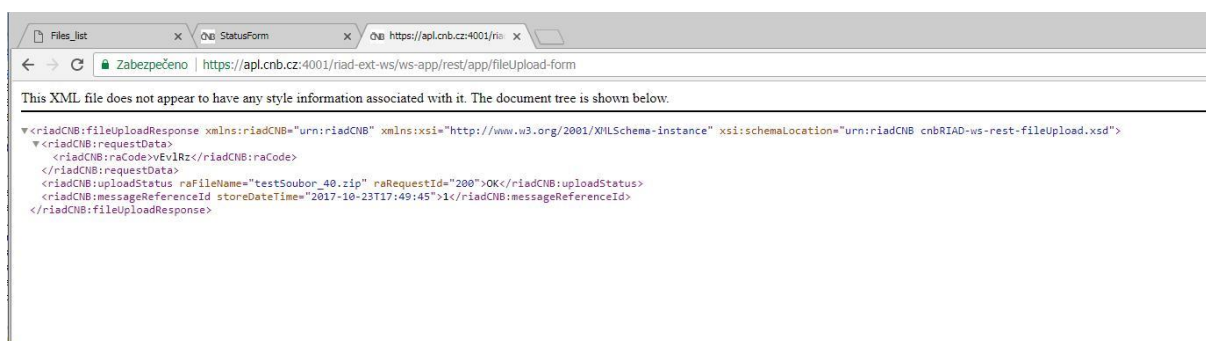 Files_list
CNB StatusForm
CNB https://apl.cnb.cz:4001/ria
Zabezpečeno | https://apl.cnb.cz:4001/riad-ext-ws/ws-app/rest/app/fileUpload-form
This XML file does not appear to have any style information associated with it. The document tree is shown below.
▼<riadCNB:fileUploadResponse xmlns:riadCNB="urn:riadCNB" xmlns:xsi="http://www.w3.org/2001/XMLSchema-instance" xsi:schemaLocation="urn:riadCNB cnbRIAD-ws-rest-fileUpload.xsd">
▼<riadCNB:requestData>
<riadCNB:raCode>vEvlRz</riadCNB:raCode>
</riadCNB:requestData>
<riadCNB:uploadStatus raFileName="testSoubor_40.zip" raRequestId="200">OK</riadCNB:uploadStatus>
<riadCNB:messageReferenceId storeDateTime="2017-10-23T17:49:45">1</riadCNB:messageReferenceId>
</riadCNB:fileUploadResponse>